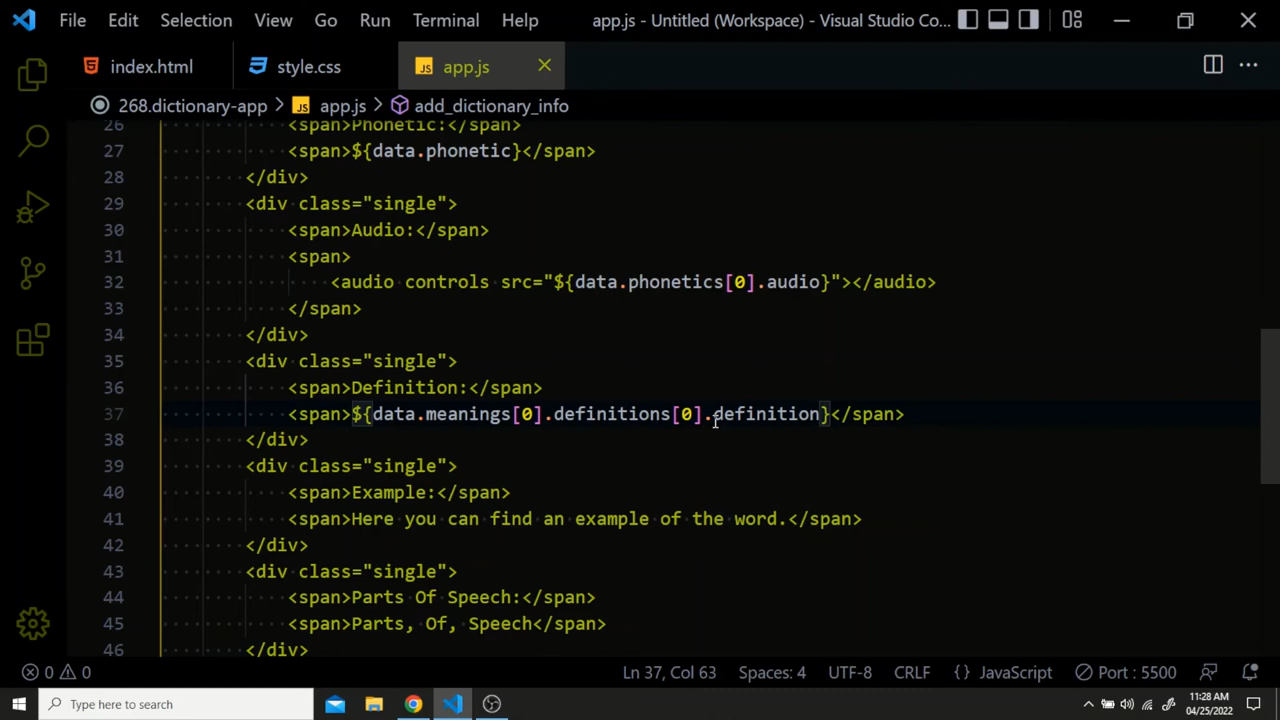 File Edit Selection View Go Run Terminal Help app.js - Untitled (Workspace) - Visual Studio Co...
index.html style.css JS app.js
268.dictionary-app > JS app.js > add_dictionary_info
26 <span>Phonetic:</span>
27 <span>${data.phonetic}</span>
28 </div>
29 <div class="single">
30 <span>Audio:</span>
31 <span>
32 <audio controls src="${data.phonetics[0].audio}"></audio>
33 </span>
34 </div>
35 <div class="single">
36 <span>Definition:</span>
37 <span>${data.meanings[0].definitions[0].definition}</span>
38 </div>
39 <div class="single">
40 <span>Example:</span>
41 <span>Here you can find an example of the word.</span>
42 </div>
43 <div class="single">
44 <span>Parts Of Speech:</span>
45 <span>Parts, Of, Speech</span>
46 </div>
0 0 Ln 37, Col 63 Spaces: 4 UTF-8 CRLF {} JavaScript Port : 5500
Type here to search
11:28 AM
04/25/2022